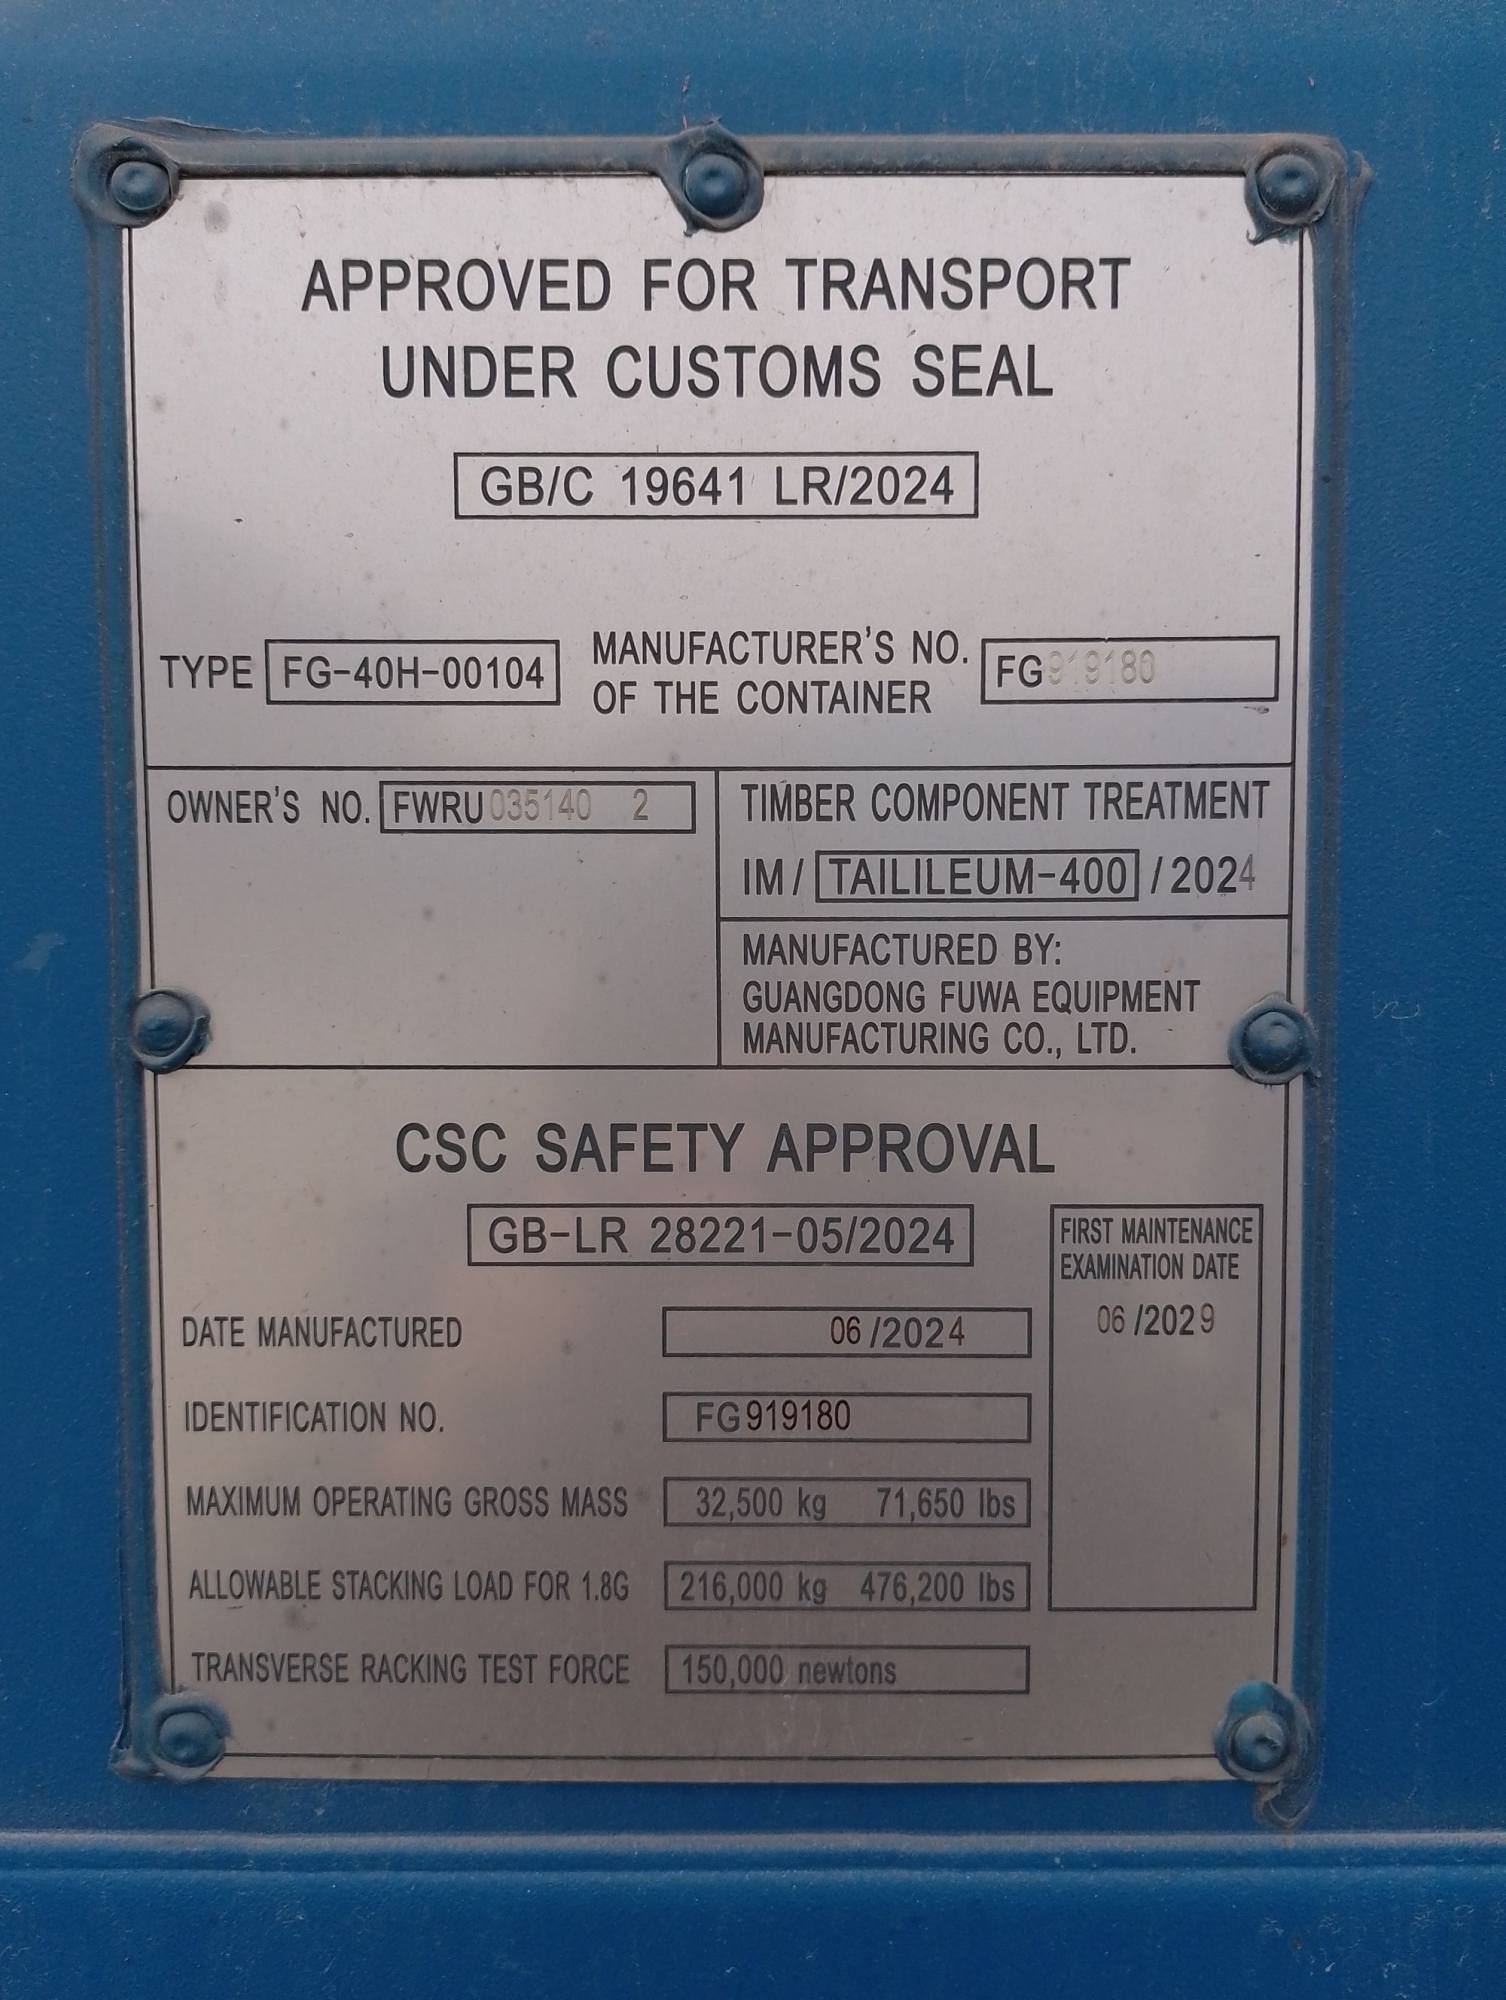 APPROVED FOR TRANSPORT
UNDER CUSTOMS SEAL
GB/C 19641 LR/2024
TYPE FG-40H-00104
MANUFACTURER'S NO.
OF THE CONTAINER
FG919180
OWNER'S NO. FWRU035140 2
TIMBER COMPONENT TREATMENT
IM/ TAILILEUM-400 /2024
MANUFACTURED BY:
GUANGDONG FUWA EQUIPMENT
MANUFACTURING CO., LTD.
CSC SAFETY APPROVAL
GB-LR 28221-05/2024
FIRST MAINTENANCE
EXAMINATION DATE
06 /2029
DATE MANUFACTURED 06 /2024
IDENTIFICATION NO. FG919180
MAXIMUM OPERATING GROSS MASS 32,500 kg 71,650 lbs
ALLOWABLE STACKING LOAD FOR 1.8G 216,000 kg 476,200 lbs
TRANSVERSE RACKING TEST FORCE 150,000 newtons